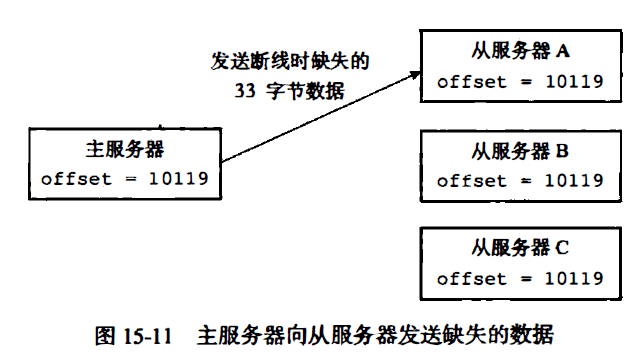 发送断线时缺失的
33 字节数据
从服务器 A
offset = 10119
主服务器
offset = 10119
从服务器 B
offset = 10119
从服务器 C
offset = 10119
图 15-11 主服务器向从服务器发送缺失的数据